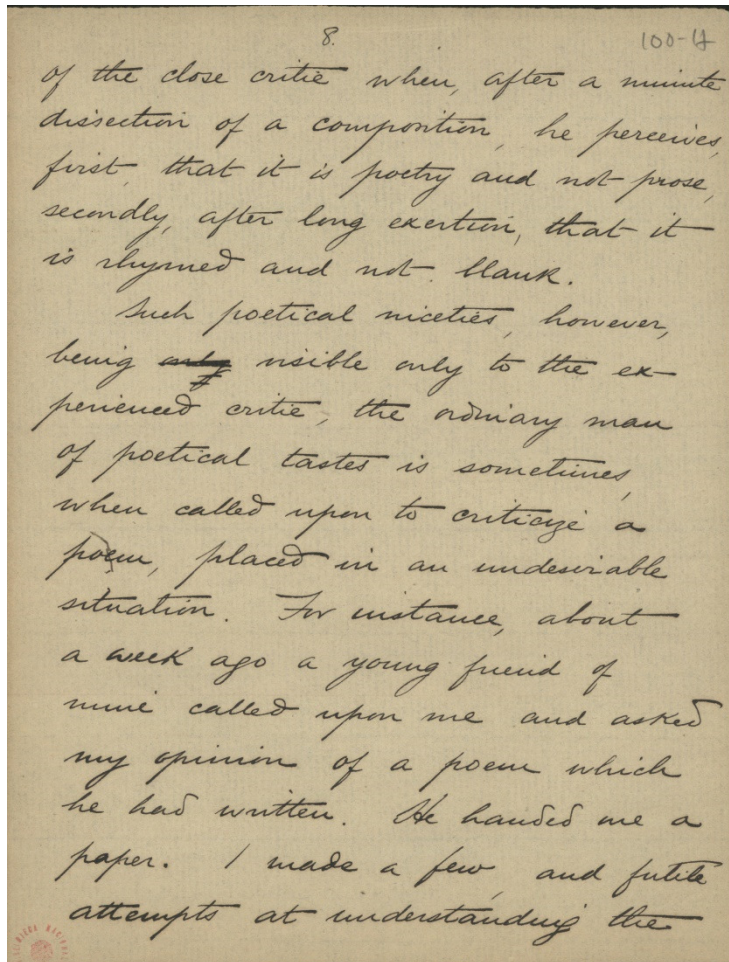 8.
100-4
of the close critic when, after a minute
dissection of a composition, he perceives,
first, that it is poetry and not prose,
secondly, after long exertion, that it
is rhymed and not blank.
Such poetical niceties, however,
being only visible only to the ex-
perienced critic, the ordinary man
of poetical tastes is sometimes,
when called upon to criticize a
poem, placed in an undesirable
situation. For instance, about
a week ago a young friend of
mine called upon me and asked
my opinion of a poem which
he had written. He handed me a
paper. I made a few, and futile
attempts at understanding the